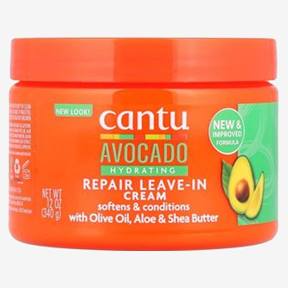 NEW LOOK!
cantu
AVOCADO
HYDRATING
REPAIR LEAVE-IN
CREAM
softens & conditions
with Olive Oil, Aloe & Shea Butter
NEW &
IMPROVED
FORMULA
NET WT
12 OZ
(340 g)